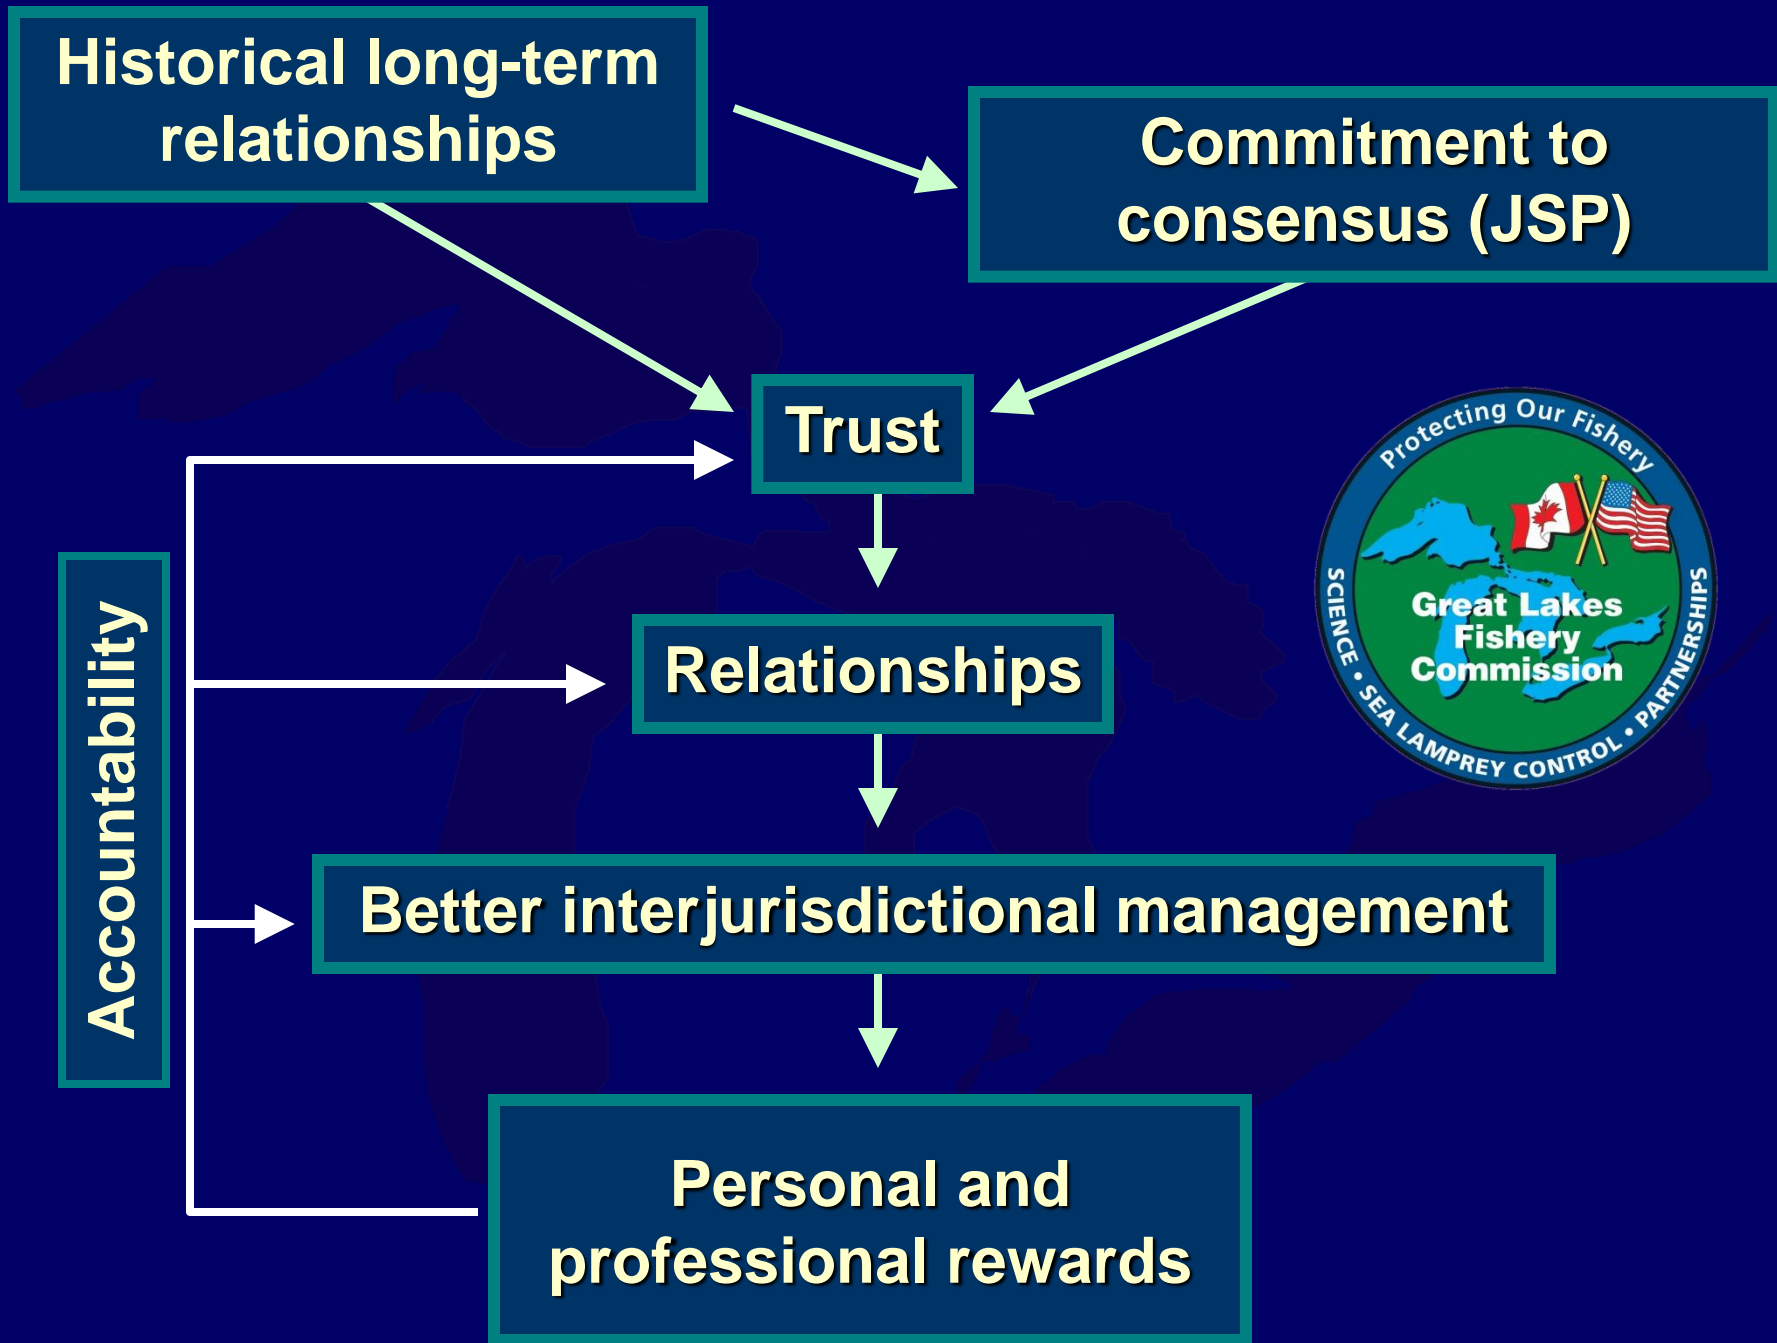 Historical long-term
relationships
Commitment to
consensus (JSP)
Trust
Relationships
Better interjurisdictional management
Personal and
professional rewards
Accountability
Protecting Our Fishery
Great Lakes
Fishery
Commission
SCIENCE • SEA LAMPREY CONTROL • PARTNERSHIPS